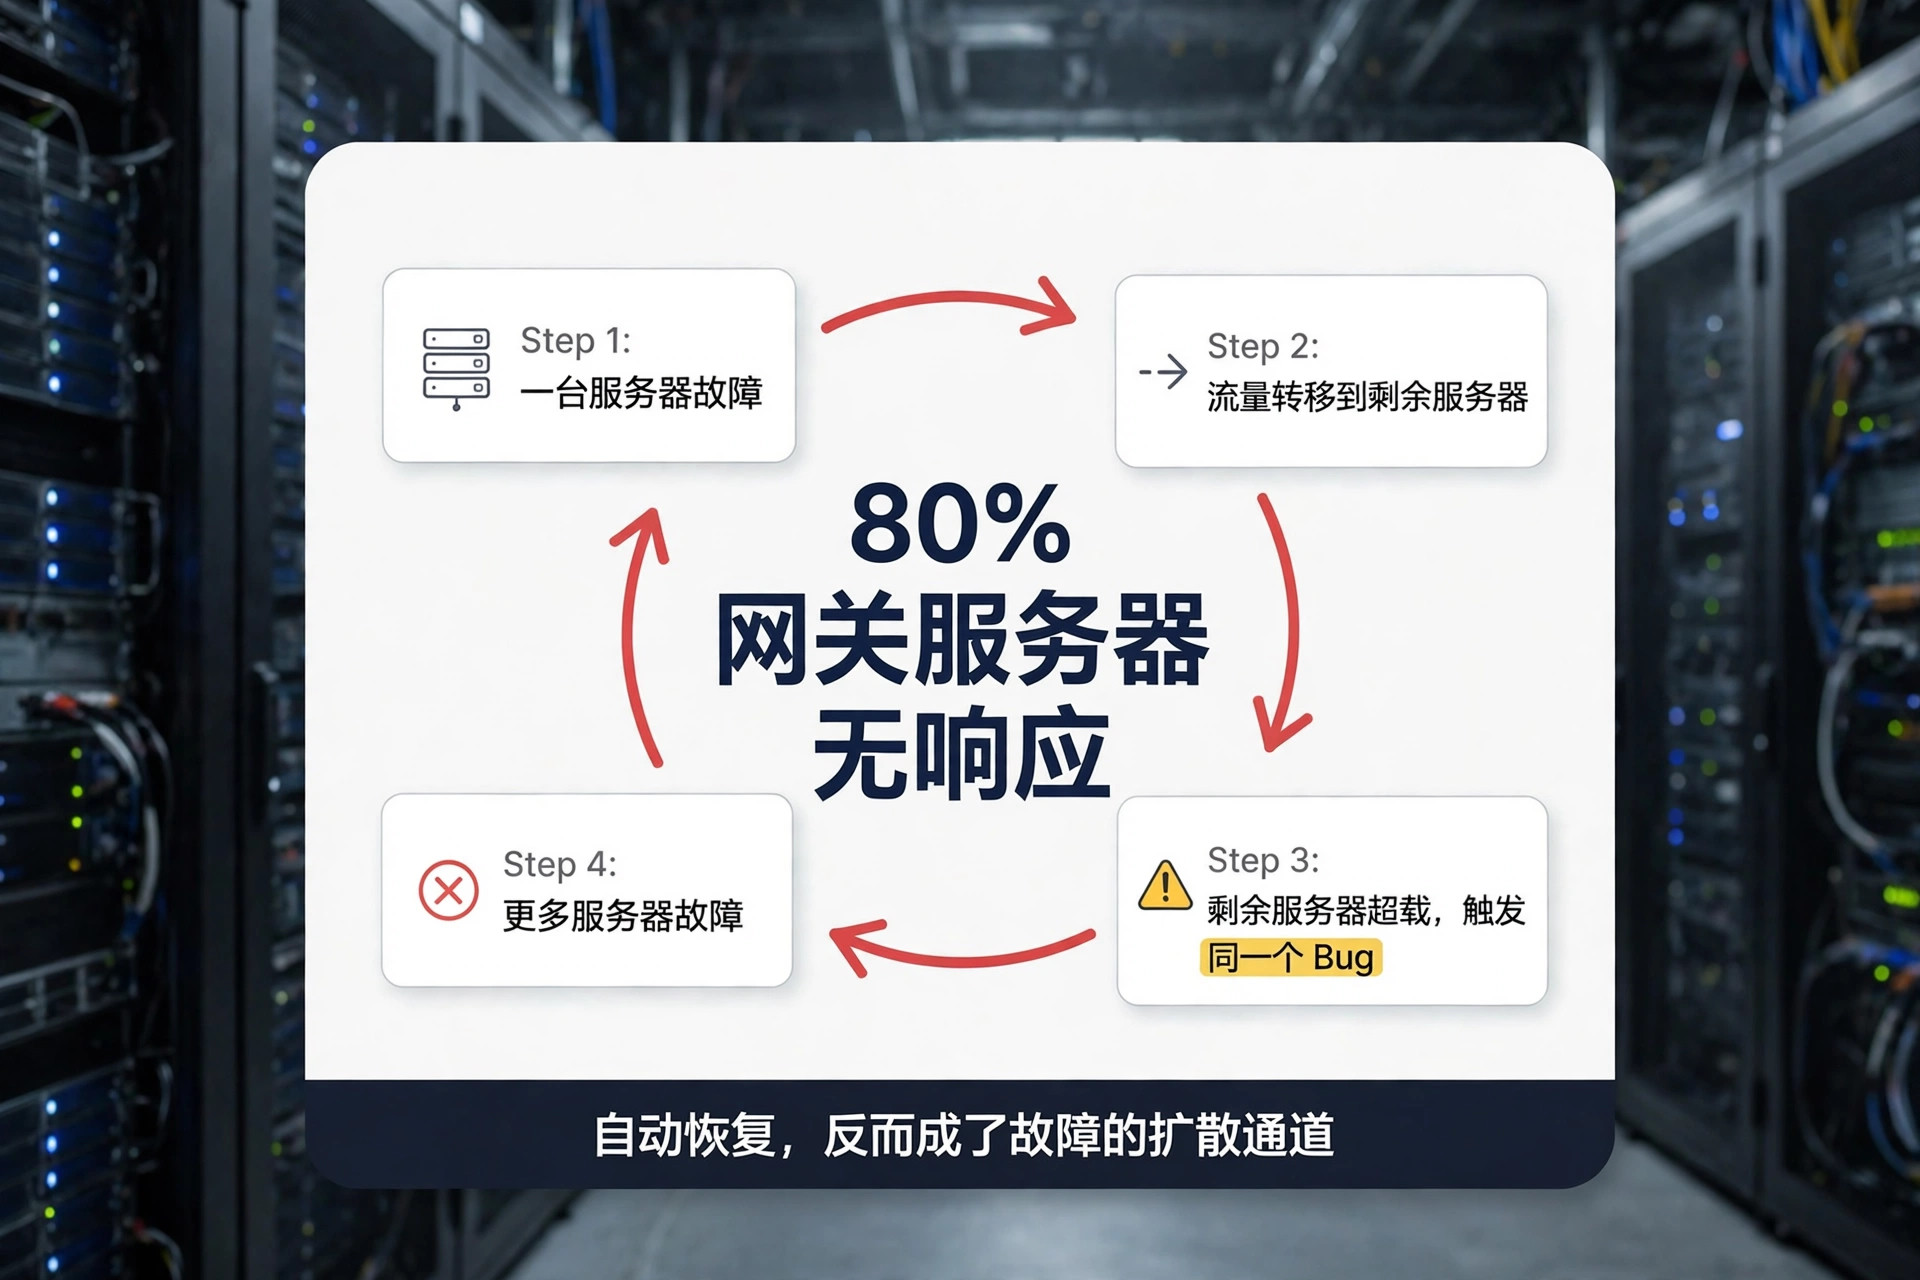 Step 1:
一台服务器故障
Step 2:
流量转移到剩余服务器
80%
网关服务器
无响应
Step 4:
更多服务器故障
Step 3:
剩余服务器超载，触发
同一个 Bug
自动恢复，反而成了故障的扩散通道